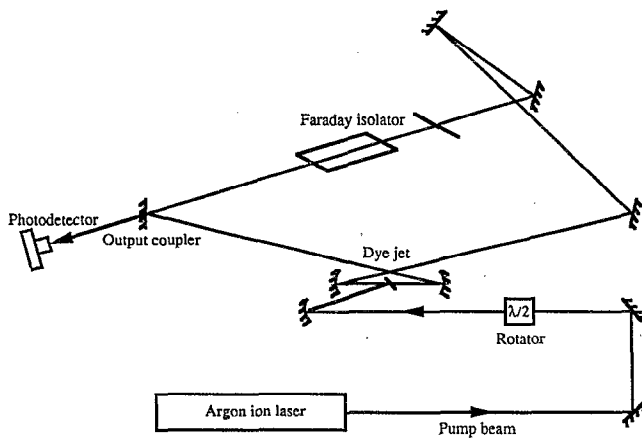 Faraday isolator
Photodetector
Output coupler
Dye jet
λ/2
Rotator
Argon ion laser
Pump beam